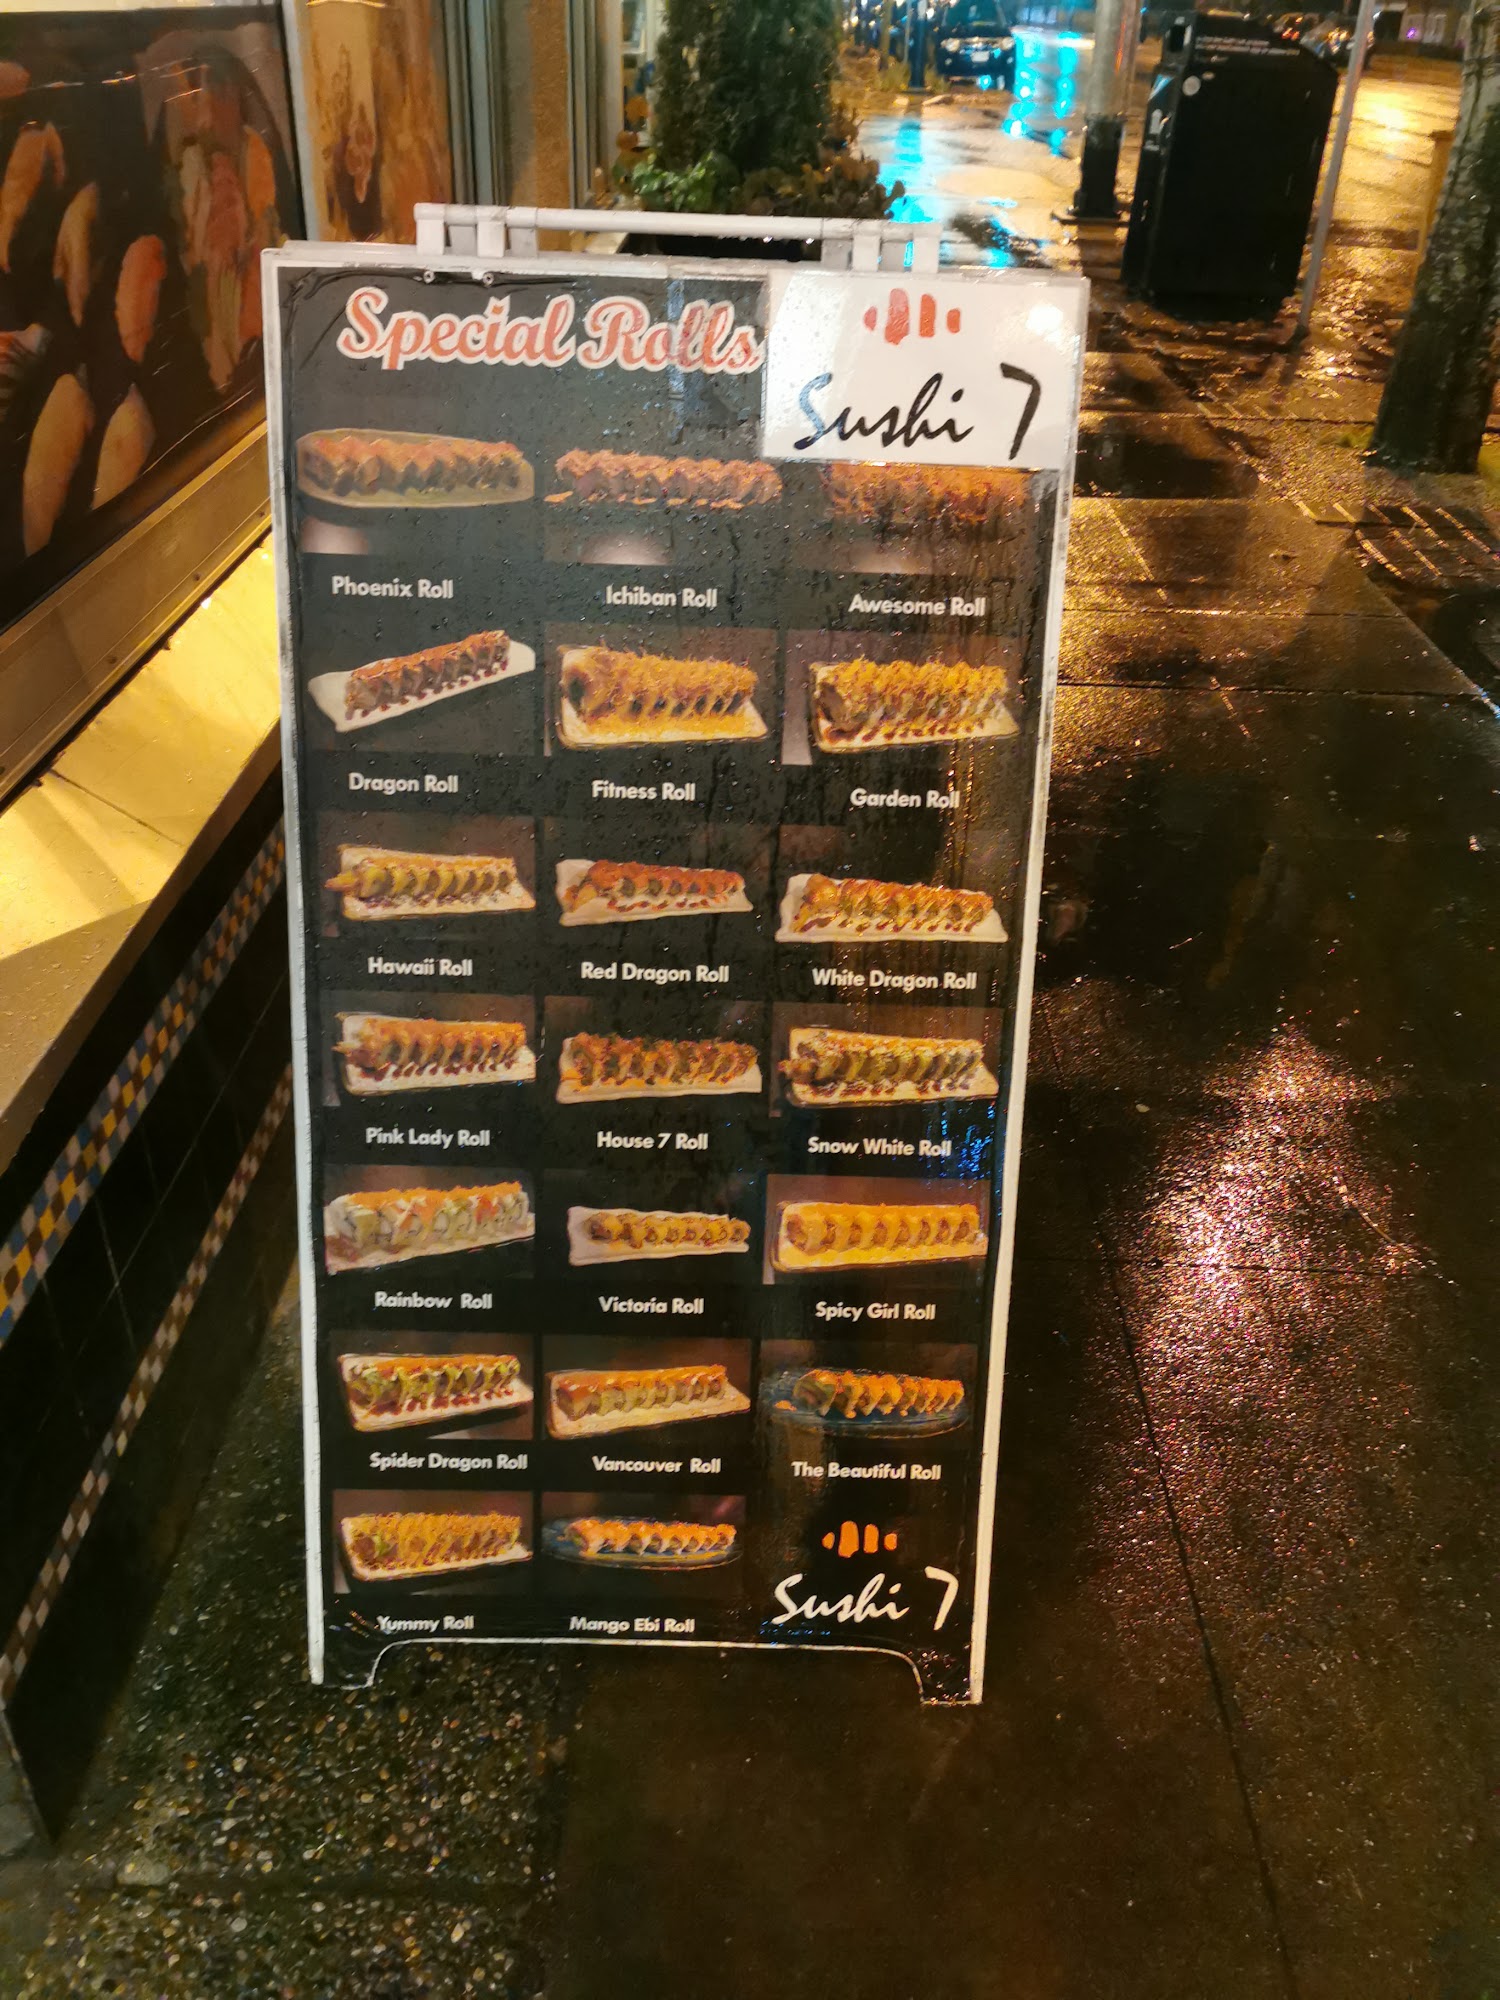 Special Rolls
Sushi 7
Phoenix Roll
Ichiban Roll
Awesome Roll
Dragon Roll
Fitness Roll
Garden Roll
Hawaii Roll
Red Dragon Roll
White Dragon Roll
Pink Lady Roll
House 7 Roll
Snow White Roll
Rainbow Roll
Victoria Roll
Spicy Girl Roll
Spider Dragon Roll
Vancouver Roll
The Beautiful Roll
Yummy Roll
Mango Ebi Roll
Sushi 7